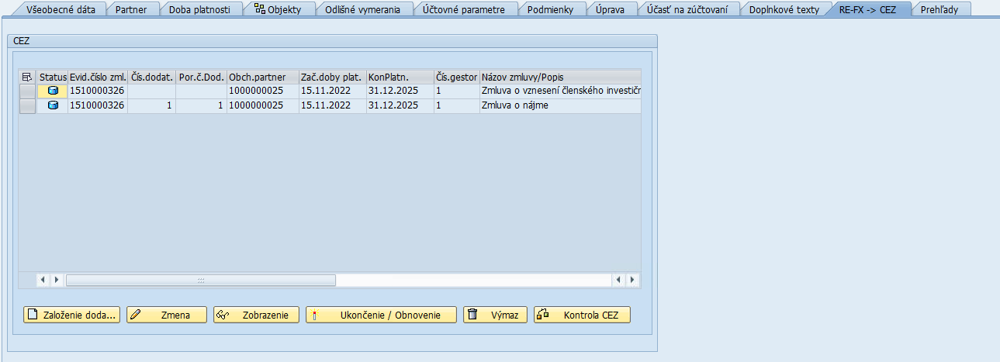 Všeobecné dáta Partner Doba platnosti Objekty Odlišné vymerania Účtovné parametre Podmienky Úprava Účasť na zúčtovaní Doplnkové texty RE-FX -> CEZ Prehľady
CEZ
Status Evid.číslo zml. Čís.dodat. Por.č.Dod. Obch.partner Zač.doby plat. KonPlatn. Čís.gestor Názov zmluvy/Popis
1510000326 1000000025 15.11.2022 31.12.2025 1 Zmluva o vznesení členského investičn
1510000326 1 1 1000000025 15.11.2022 31.12.2025 1 Zmluva o nájme
Založenie doda... Zmena Zobrazenie Ukončenie / Obnovenie Výmaz Kontrola CEZ